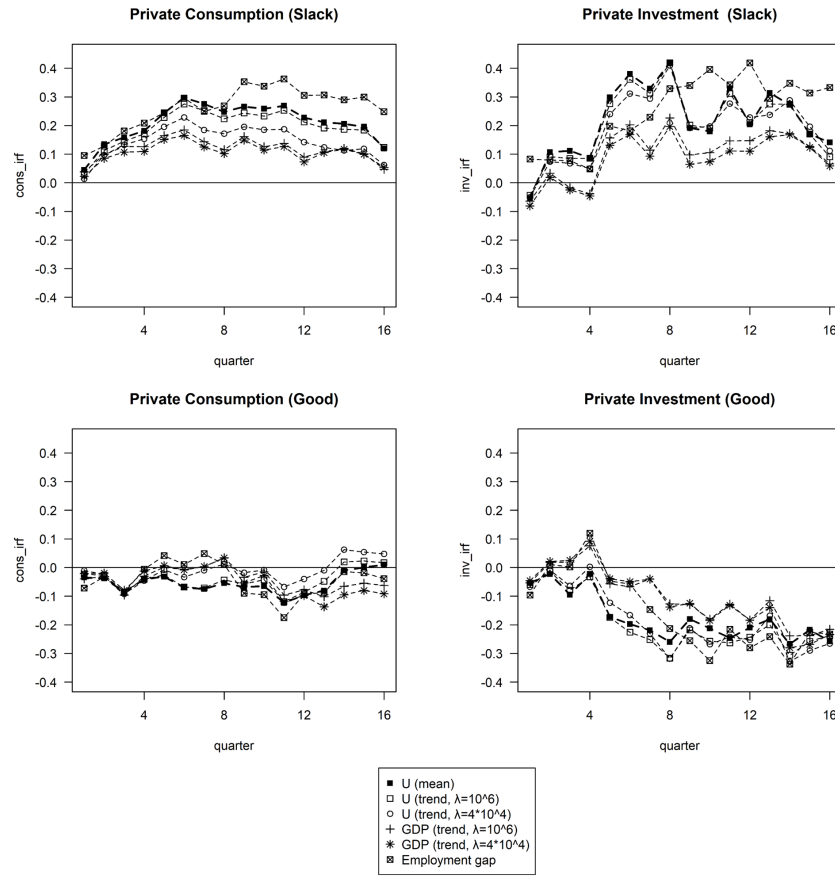 Private Consumption (Slack)
cons_irf
0.4
0.3
0.2
0.1
0.0
-0.1
-0.2
-0.3
-0.4
4
8
12
16
quarter
Private Investment (Slack)
inv_irf
0.4
0.3
0.2
0.1
0.0
-0.1
-0.2
-0.3
-0.4
4
8
12
16
quarter
Private Consumption (Good)
cons_irf
0.4
0.3
0.2
0.1
0.0
-0.1
-0.2
-0.3
-0.4
4
8
12
16
quarter
Private Investment (Good)
inv_irf
0.4
0.3
0.2
0.1
0.0
-0.1
-0.2
-0.3
-0.4
4
8
12
16
quarter
U (mean)
U (trend, λ=10^6)
U (trend, λ=4*10^4)
GDP (trend, λ=10^6)
GDP (trend, λ=4*10^4)
Employment gap